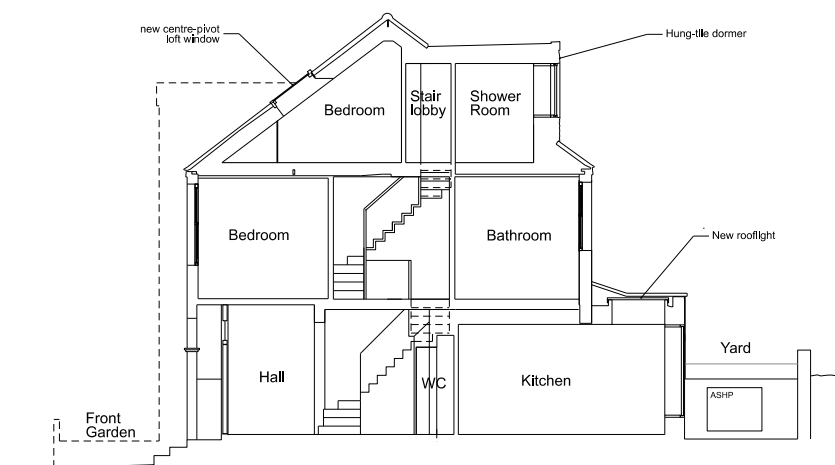 new centre-pivot
loft window
Hung-tile dormer
Bedroom
Stair
lobby
Shower
Room
Bedroom
Bathroom
New rooflight
Hall
WC
Kitchen
Yard
ASHP
Front
Garden